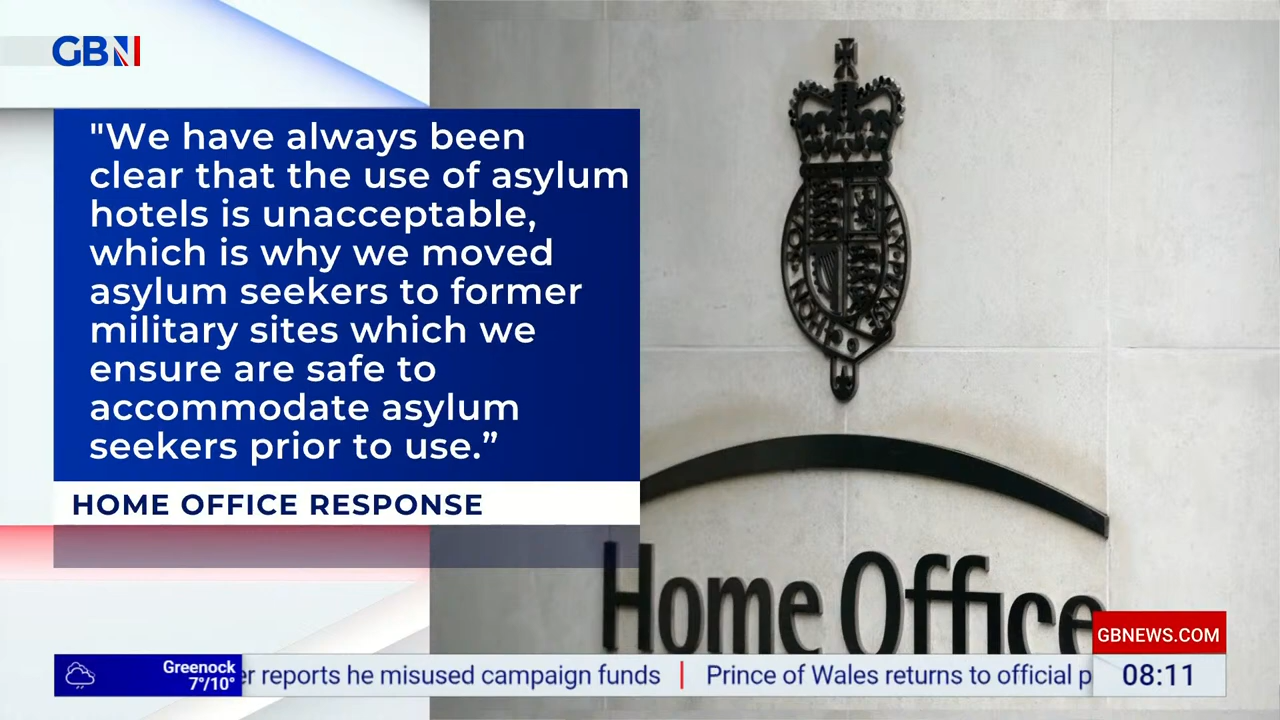 GBN
"We have always been
clear that the use of asylum
hotels is unacceptable,
which is why we moved
asylum seekers to former
military sites which we
ensure are safe to
accommodate asylum
seekers prior to use.”
HOME OFFICE RESPONSE
Home Office
GBNEWS.COM
Greenock
7°/10°
er reports he misused campaign funds | Prince of Wales returns to official p
08:11